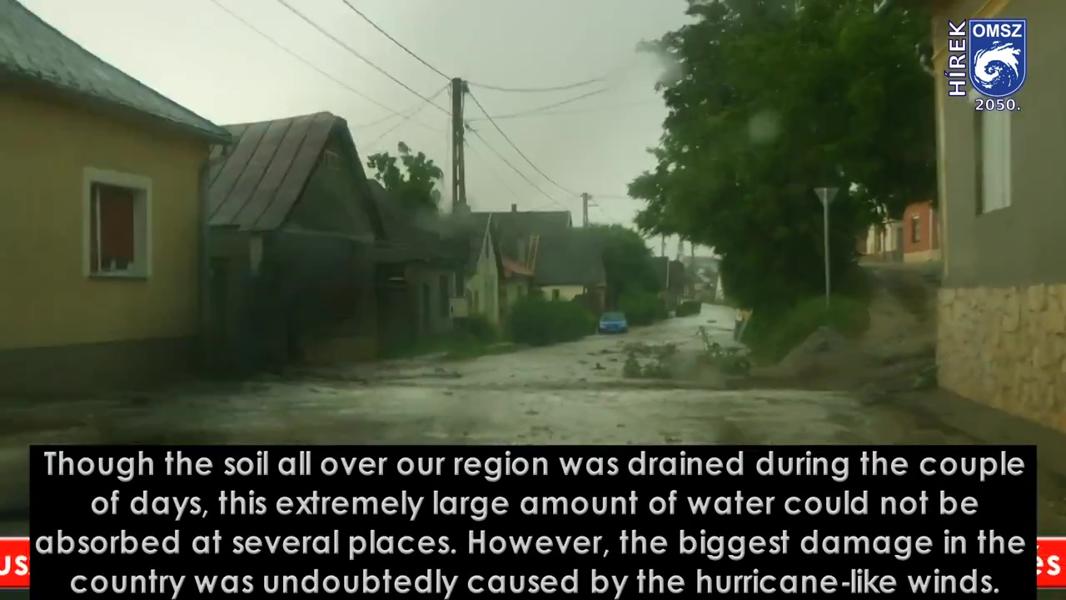 HÍREK
OMSZ
2050.
Though the soil all over our region was drained during the couple
of days, this extremely large amount of water could not be
absorbed at several places. However, the biggest damage in the
country was undoubtedly caused by the hurricane-like winds.
us
és